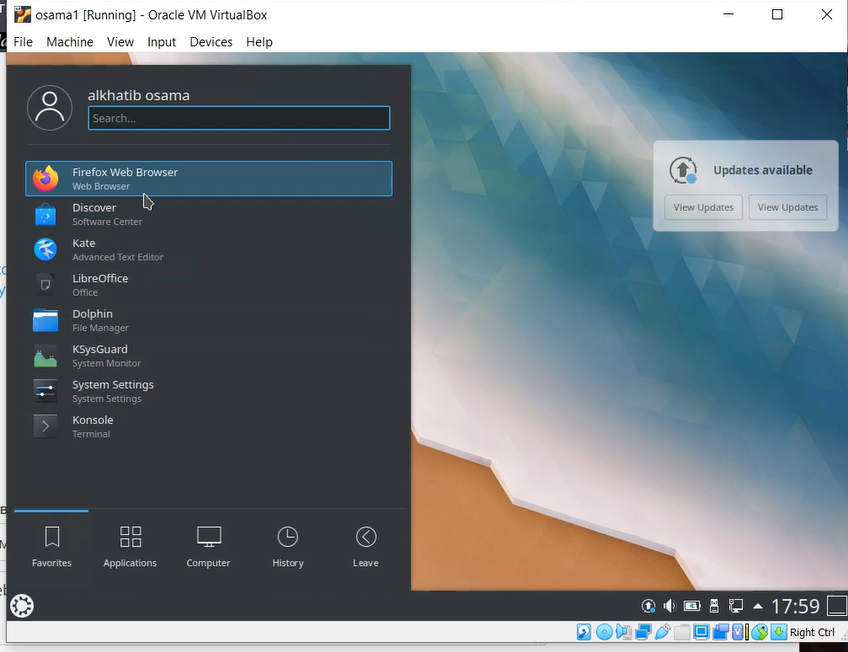 osama1 [Running] - Oracle VM VirtualBox
File Machine View Input Devices Help
alkhatib osama
Search...
Firefox Web Browser
Web Browser
Discover
Software Center
Kate
Advanced Text Editor
LibreOffice
Office
Dolphin
File Manager
KSysGuard
System Monitor
System Settings
System Settings
Konsole
Terminal
Favorites Applications Computer History Leave
Updates available
View Updates View Updates
17:59
Right Ctrl